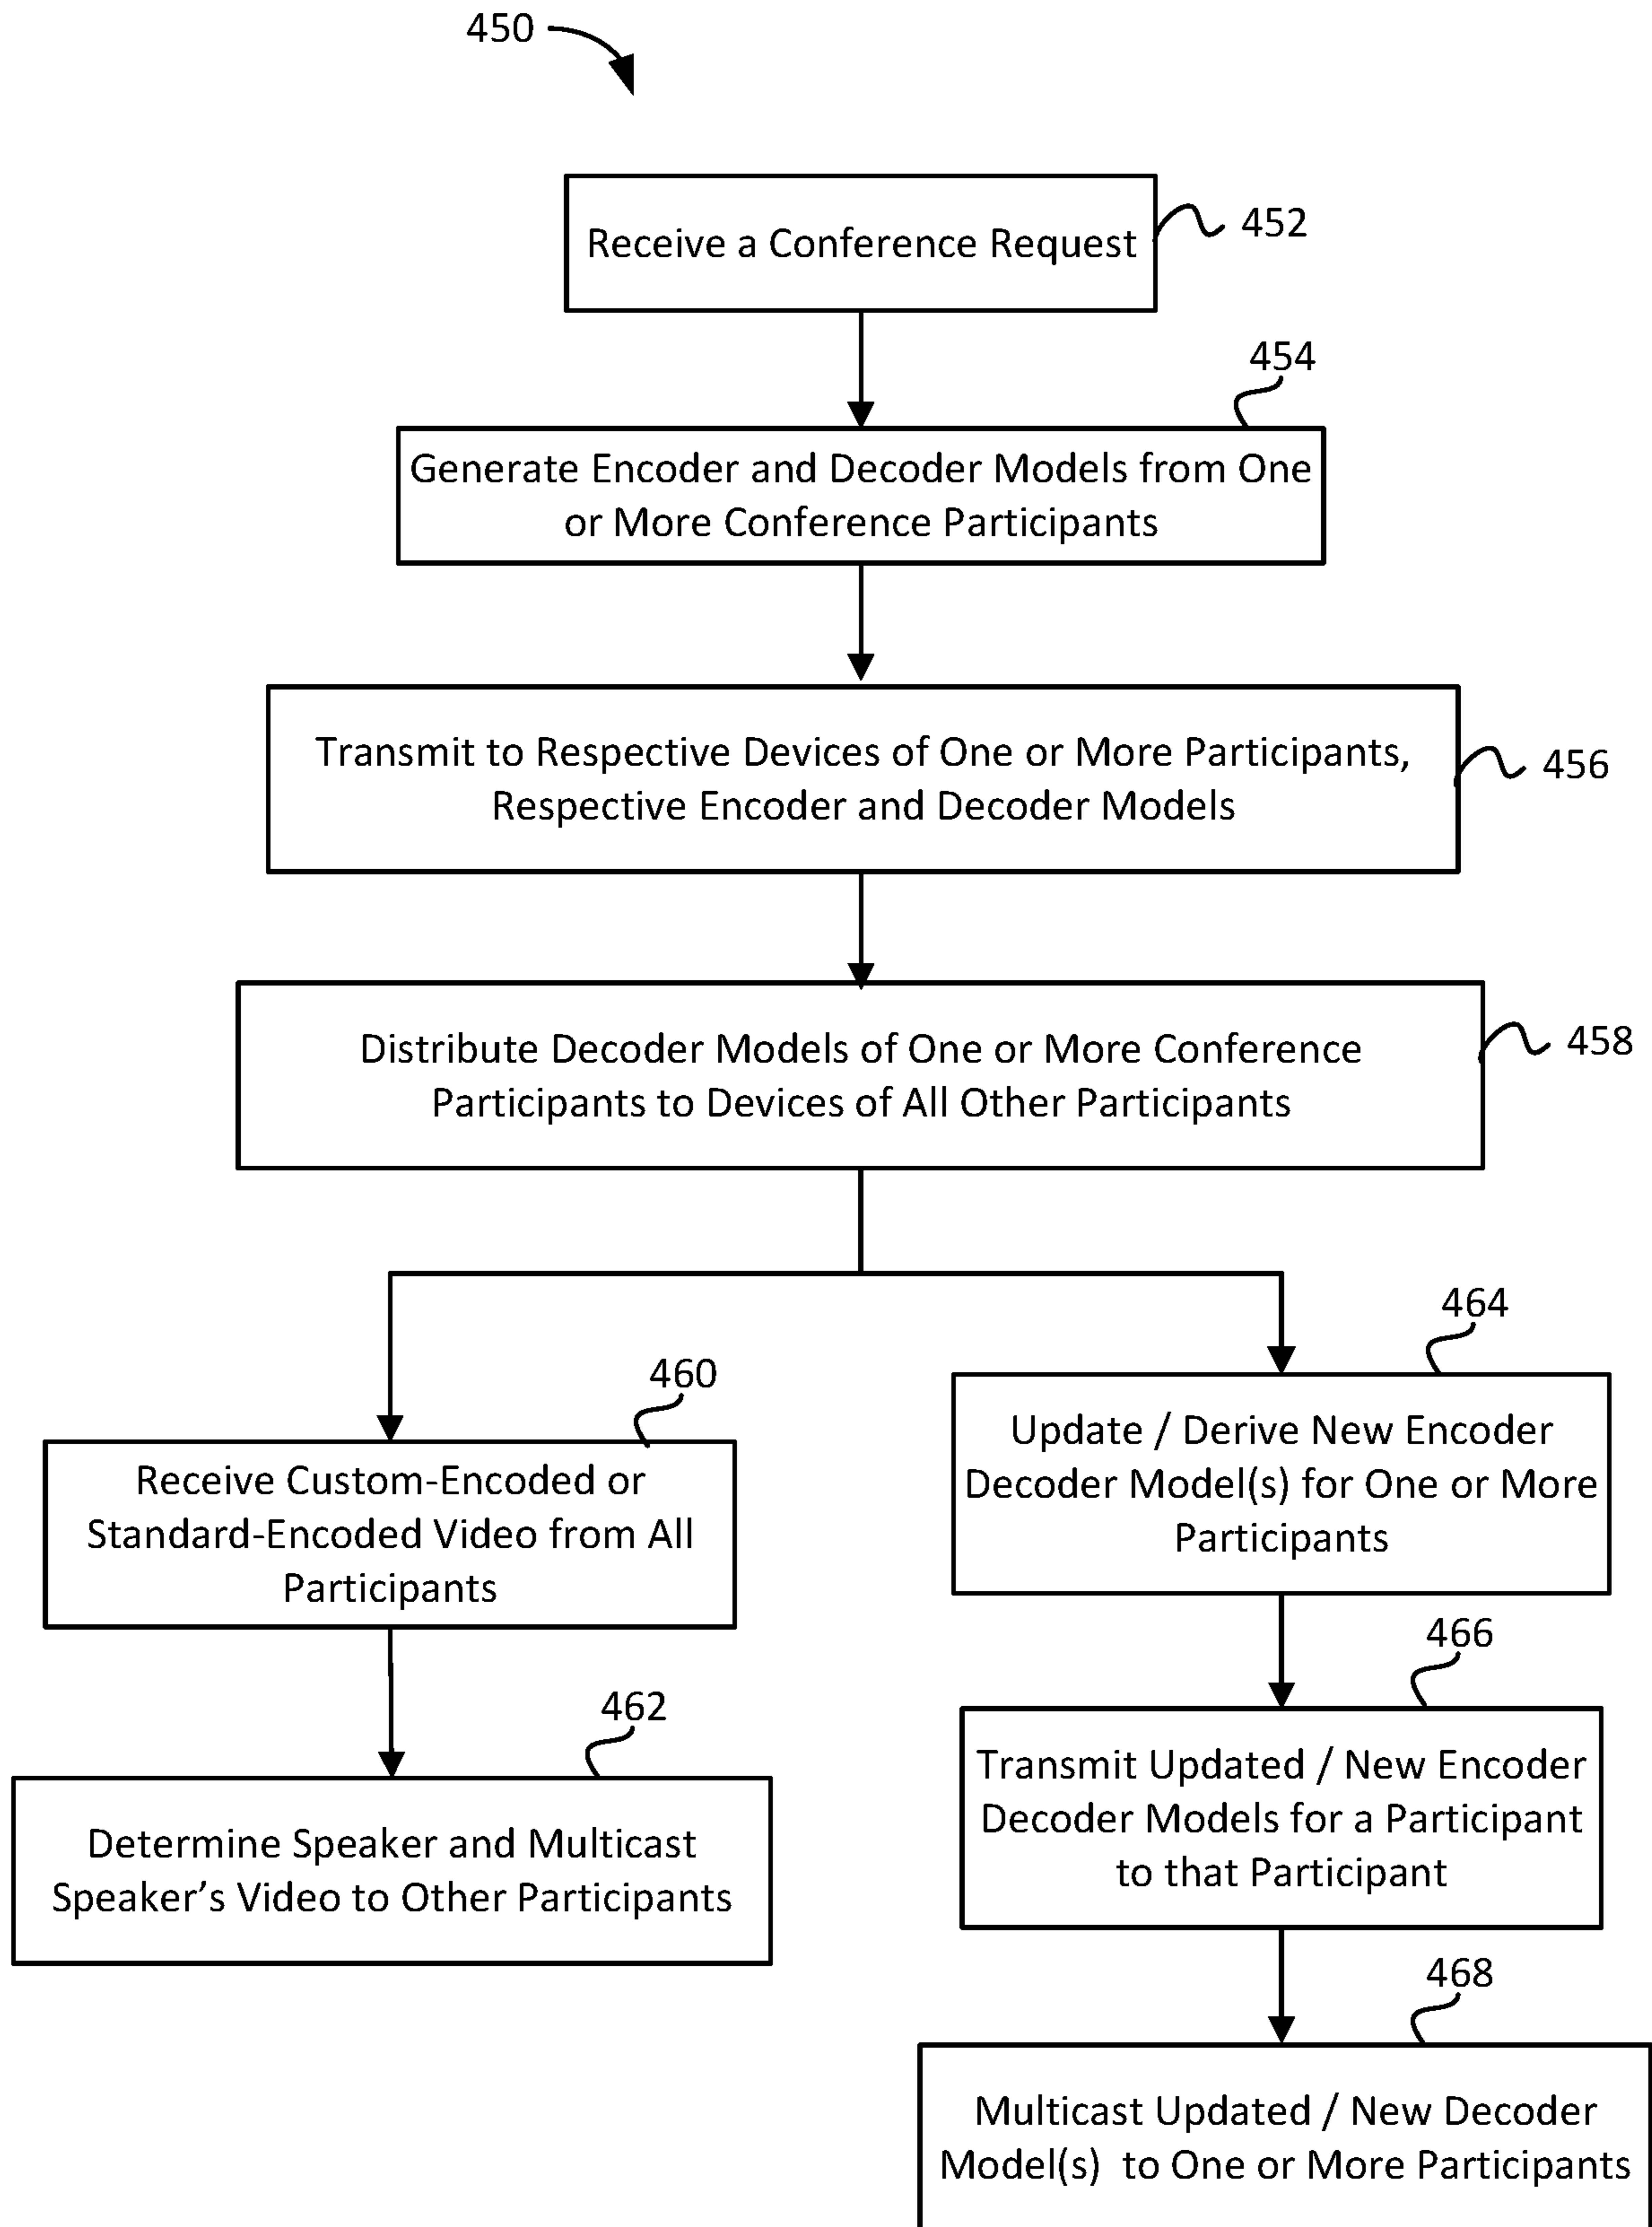 450
Receive a Conference Request
452
454
Generate Encoder and Decoder Models from One
or More Conference Participants
Transmit to Respective Devices of One or More Participants,
Respective Encoder and Decoder Models
456
Distribute Decoder Models of One or More Conference
Participants to Devices of All Other Participants
458
460
Receive Custom-Encoded or
Standard-Encoded Video from All
Participants
462
Determine Speaker and Multicast
Speaker’s Video to Other Participants
464
Update / Derive New Encoder
Decoder Model(s) for One or More
Participants
466
Transmit Updated / New Encoder
Decoder Models for a Participant
to that Participant
468
Multicast Updated / New Decoder
Model(s) to One or More Participants